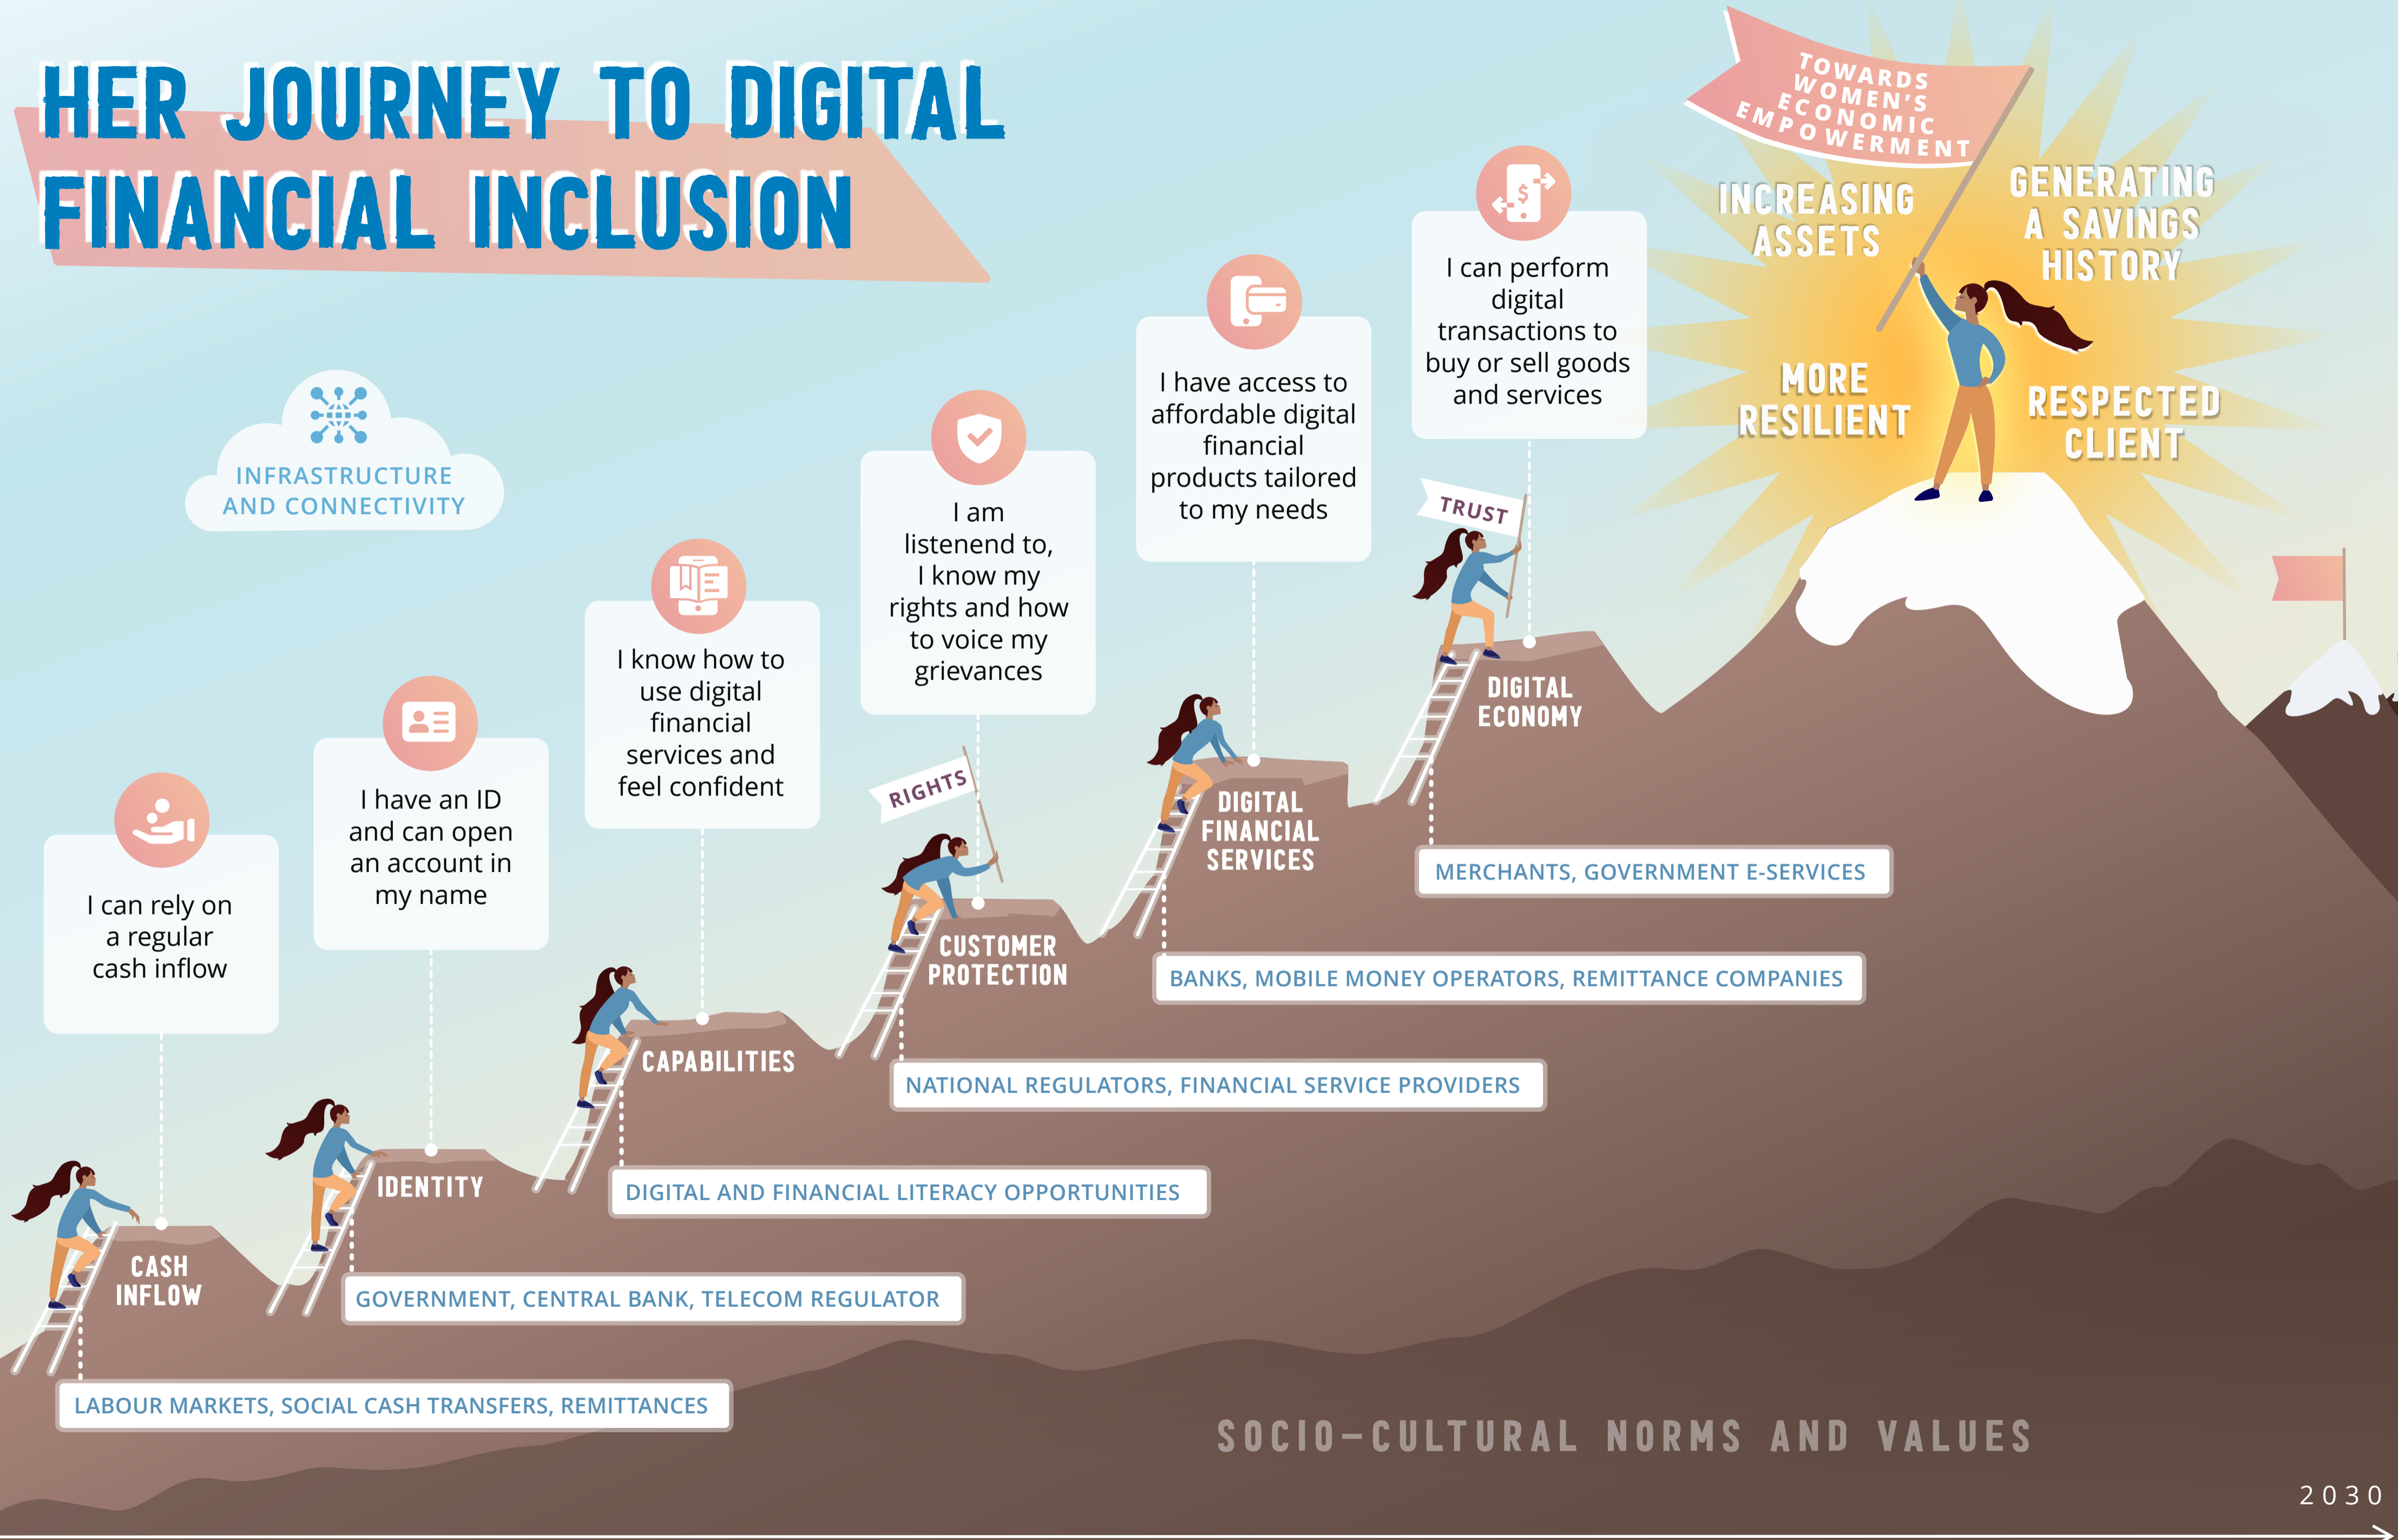 HER JOURNEY TO DIGITAL
FINANCIAL INCLUSION
INFRASTRUCTURE
AND CONNECTIVITY
I can rely on
a regular
cash inflow
CASH
INFLOW
LABOUR MARKETS, SOCIAL CASH TRANSFERS, REMITTANCES
I have an ID
and can open
an account in
my name
IDENTITY
GOVERNMENT, CENTRAL BANK, TELECOM REGULATOR
I know how to
use digital
financial
services and
feel confident
CAPABILITIES
DIGITAL AND FINANCIAL LITERACY OPPORTUNITIES
I am
listenend to,
I know my
rights and how
to voice my
grievances
RIGHTS
CUSTOMER
PROTECTION
NATIONAL REGULATORS, FINANCIAL SERVICE PROVIDERS
I have access to
affordable digital
financial
products tailored
to my needs
DIGITAL
FINANCIAL
SERVICES
BANKS, MOBILE MONEY OPERATORS, REMITTANCE COMPANIES
$
I can perform
digital
transactions to
buy or sell goods
and services
TRUST
DIGITAL
ECONOMY
MERCHANTS, GOVERNMENT E-SERVICES
TOWARDS
WOMEN'S
ECONOMIC
EMPOWERMENT
INCREASING
ASSETS
GENERATING
A SAVINGS
HISTORY
MORE
RESILIENT
RESPECTED
CLIENT
SOCIO-CULTURAL NORMS AND VALUES
2030